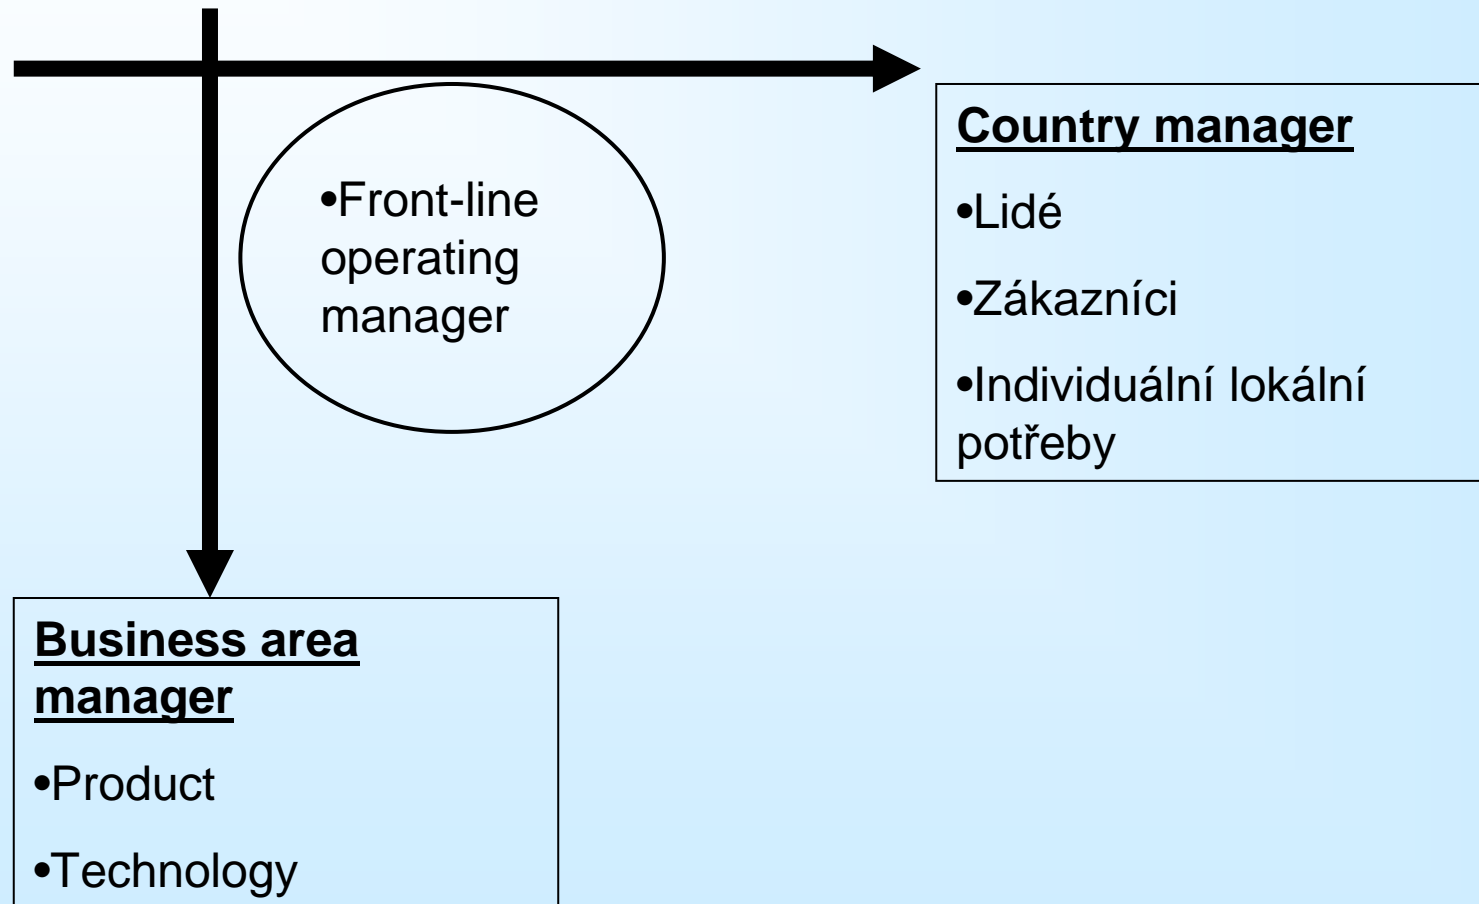 •Front-line
operating
manager
Country manager
•Lidé
•Zákazníci
•Individuální lokální
potřeby
Business area
manager
•Product
•Technology